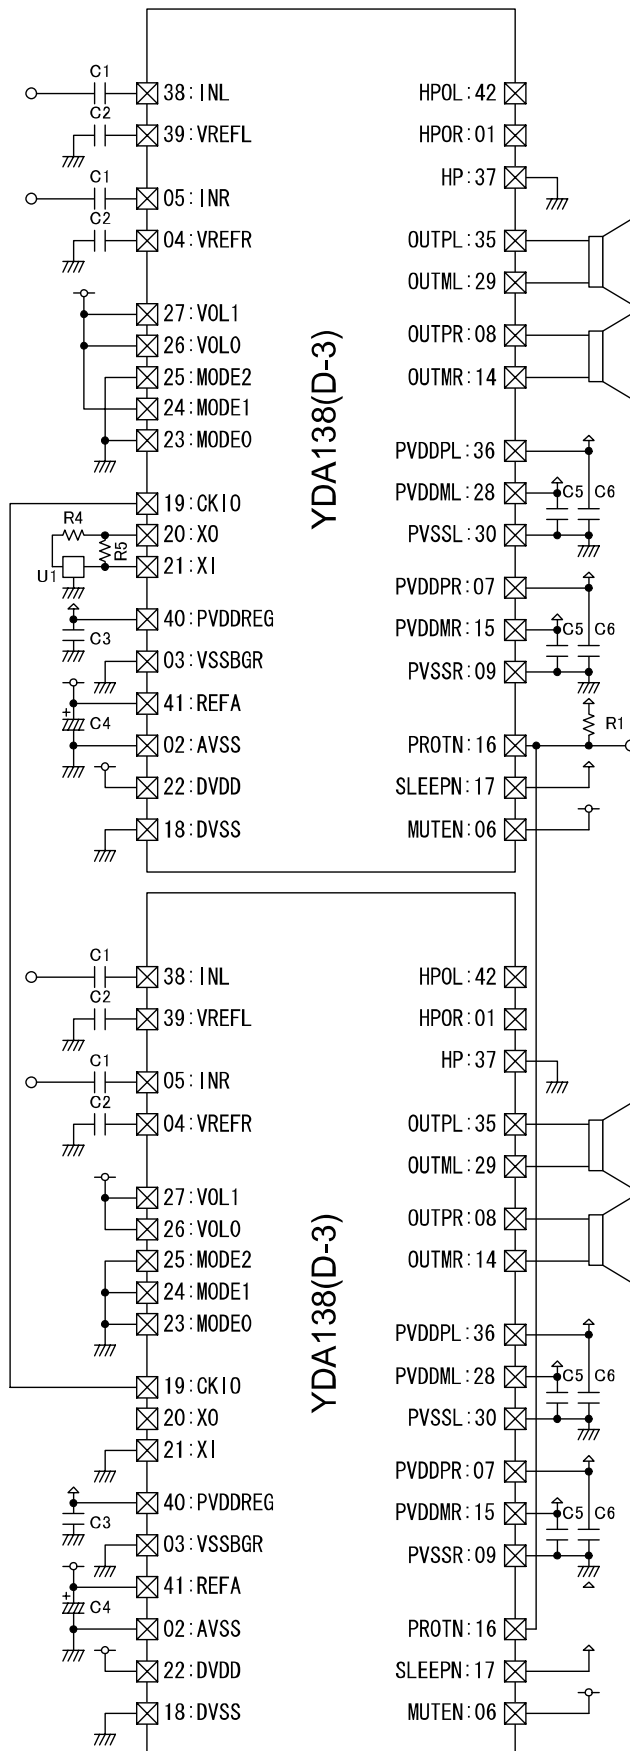 C1
38:INL
HPOL:42
C2
39:VREFL
HPOR:01
HP:37
C1
05:INR
C2
04:VREFR
OUTPL:35
OUTML:29
27:VOL1
OUTPR:08
26:VOL0
25:MODE2
OUTMR:14
24:MODE1
23:MODE0
YDA138(D-3)
PVDDPL:36
19:CKIO
PVDDML:28
C5
C6
R4
20:XO
PVSSL:30
R5
U1
21:XI
PVDDPR:07
40:PVDDREG
PVDDMR:15
C5
C6
C3
03:VSSBGR
PVSSR:09
41:REFA
C4
R1
02:AVSS
PROTN:16
22:DVDD
SLEEPN:17
18:DVSS
MUTEN:06
C1
38:INL
HPOL:42
C2
39:VREFL
HPOR:01
HP:37
C1
05:INR
C2
04:VREFR
OUTPL:35
OUTML:29
27:VOL1
OUTPR:08
26:VOL0
25:MODE2
OUTMR:14
24:MODE1
23:MODE0
YDA138(D-3)
PVDDPL:36
19:CKIO
PVDDML:28
C5
C6
20:XO
PVSSL:30
21:XI
PVDDPR:07
40:PVDDREG
PVDDMR:15
C5
C6
C3
03:VSSBGR
PVSSR:09
41:REFA
C4
02:AVSS
PROTN:16
22:DVDD
SLEEPN:17
18:DVSS
MUTEN:06